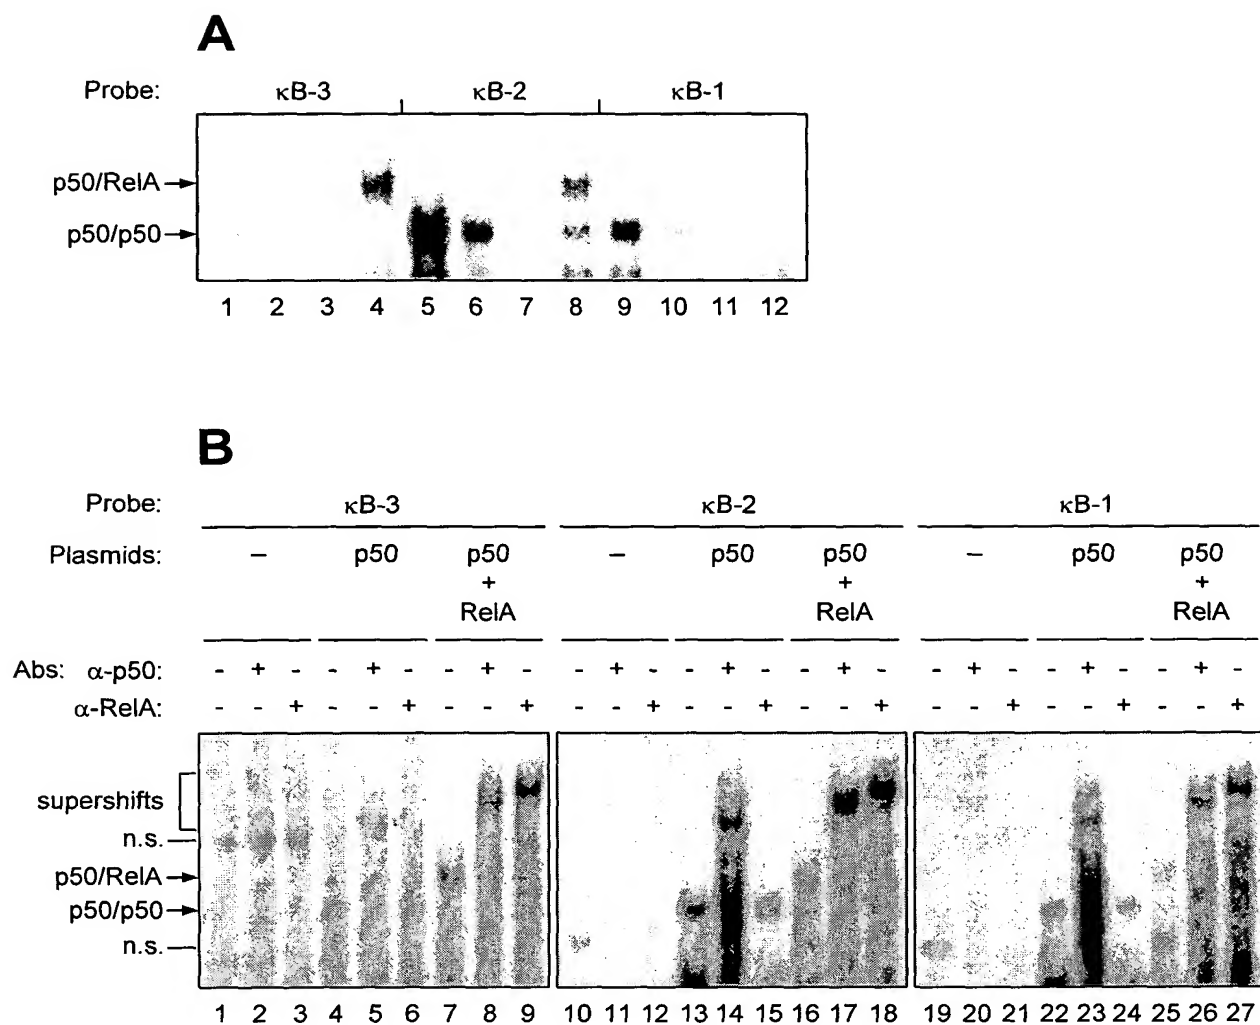 A
Probe: κB-3 κB-2 κB-1
p50/RelA
p50/p50
1 2 3 4 5 6 7 8 9 10 11 12
B
Probe: κB-3 κB-2 κB-1
Plasmids: – p50 p50 – p50 p50 – p50 p50
+ + +
RelA RelA RelA
Abs: α-p50: - + - - + - - + - - + - - + - - + - - + - - + - - + -
α-RelA: - - + - - + - - + - - + - - + - - + - - + - - + - - +
supershifts
n.s.
p50/RelA
p50/p50
n.s.
1 2 3 4 5 6 7 8 9 10 11 12 13 14 15 16 17 18 19 20 21 22 23 24 25 26 27